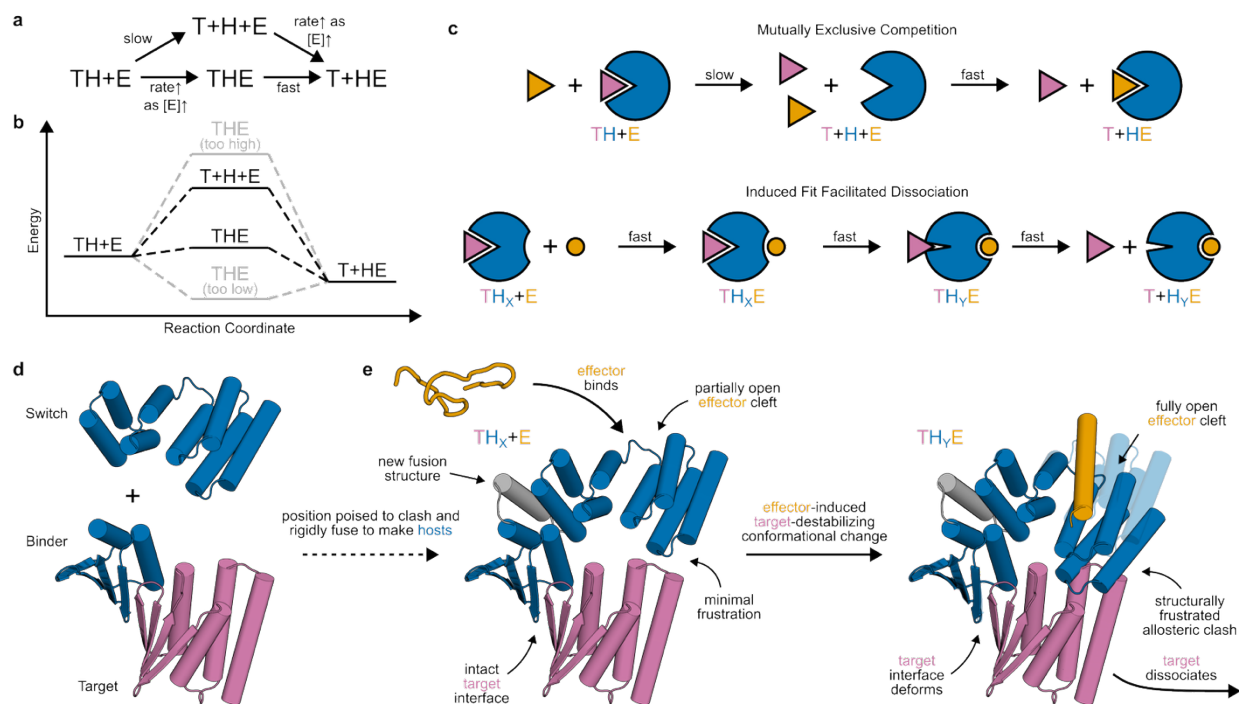 a
T+H+E
slow
rate↑ as
[E]↑
TH+E
THE
T+HE
rate↑
as [E]↑
fast
b
Energy
THE
(too high)
T+H+E
TH+E
THE
T+HE
THE
(too low)
Reaction Coordinate
c
Mutually Exclusive Competition
+
slow
+
fast
+
TH+E
T+H+E
T+HE
Induced Fit Facilitated Dissociation
+
fast
fast
fast
+
THX+E
THXE
THYE
T+HYE
d
Switch
+
Binder
Target
position poised to clash and
rigidly fuse to make hosts
e
effector
binds
THX+E
partially open
effector cleft
new fusion
structure
minimal
frustration
intact
target
interface
effector-induced
target-destabilizing
conformational change
THYE
fully open
effector cleft
structurally
frustrated
allosteric clash
target
interface
deforms
target
dissociates